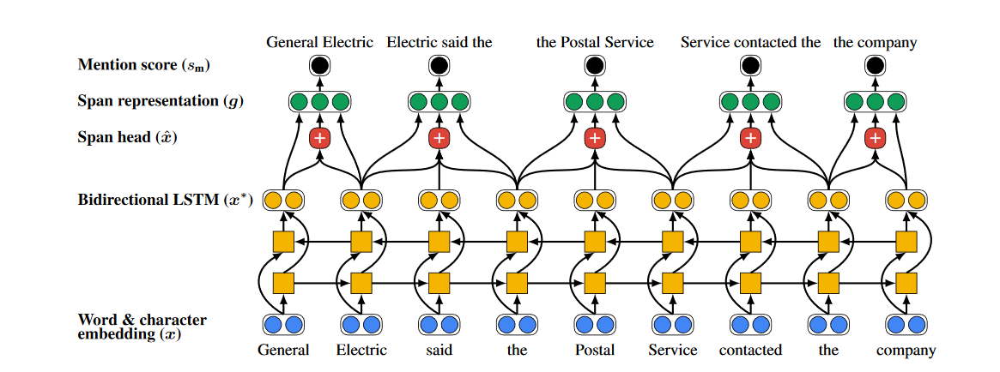 General Electric Electric said the the Postal Service Service contacted the the company
Mention score (sₘ)
Span representation (g)
Span head (x̂)
+ + + + +
Bidirectional LSTM (x*)
Word & character
embedding (x)
General Electric said the Postal Service contacted the company